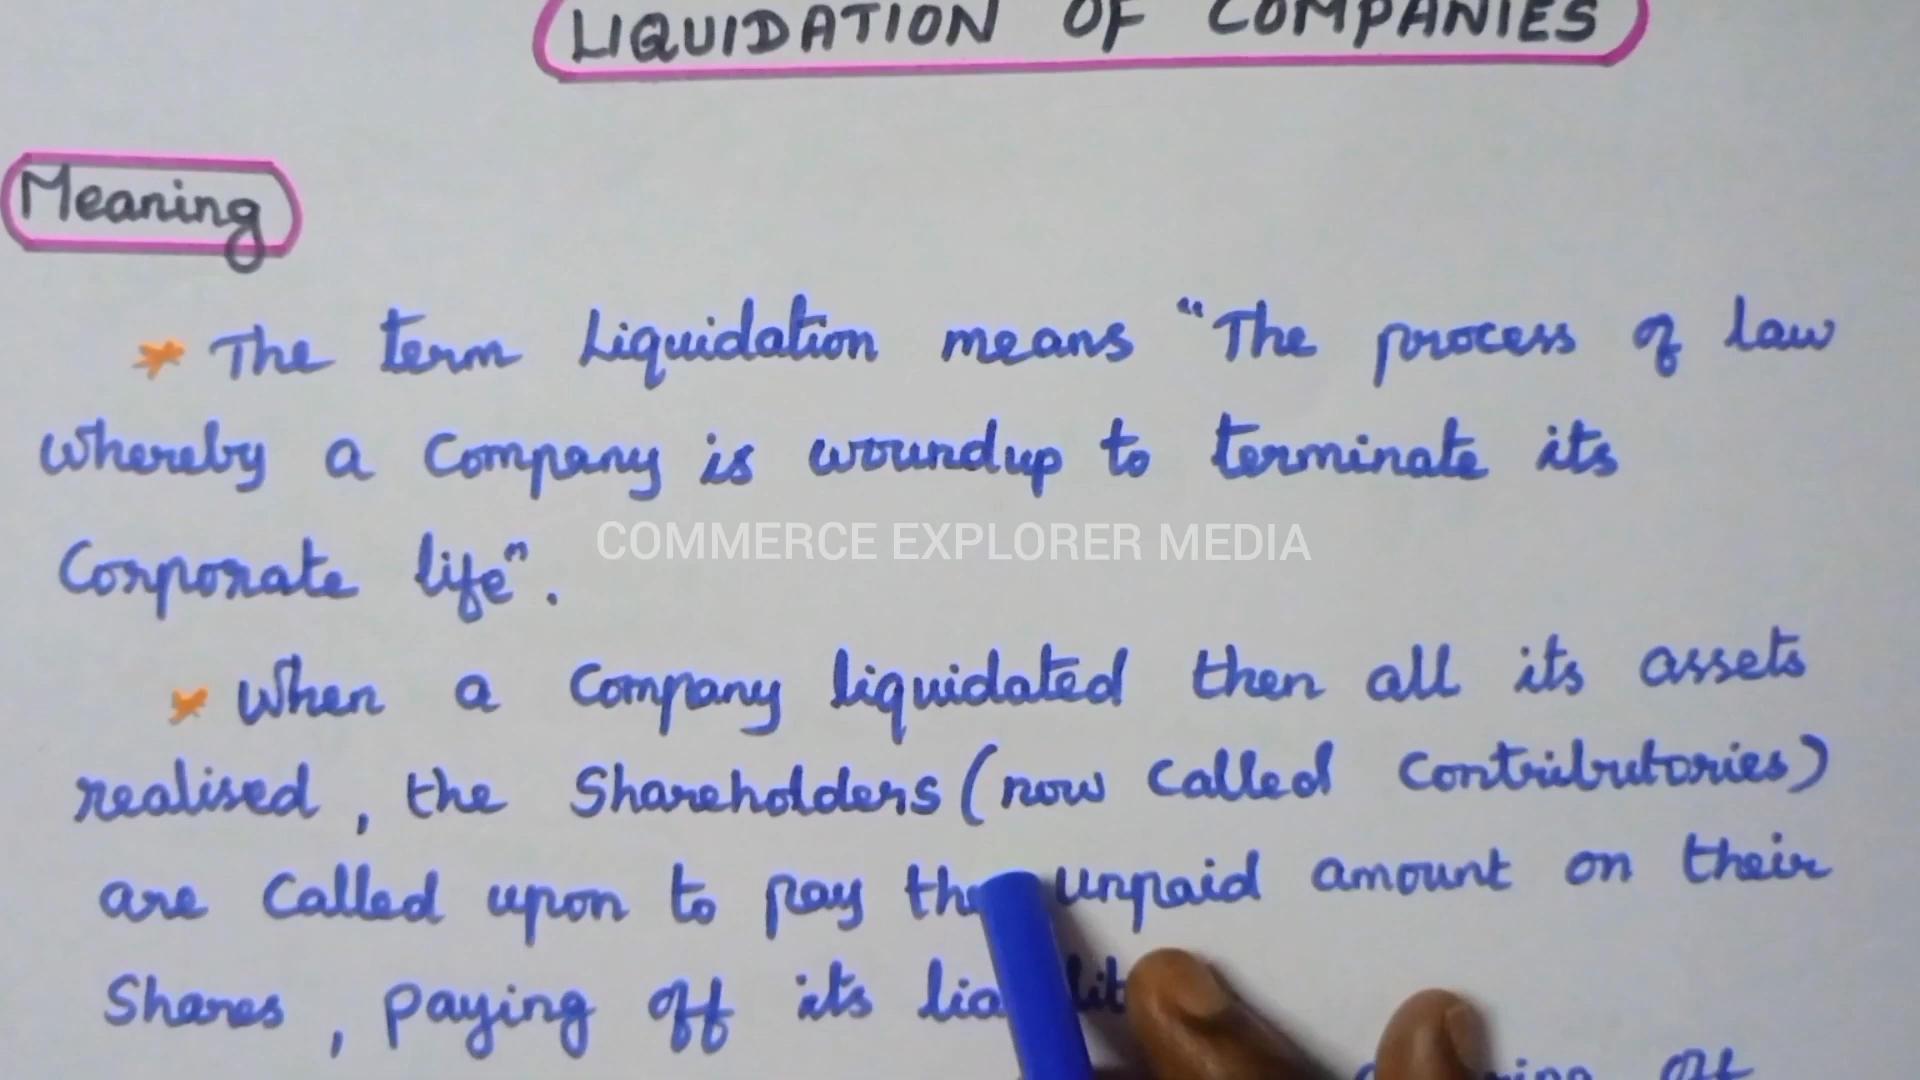 LIQUIDATION OF COMPANIES
Meaning
* The term Liquidation means "The process of law
whereby a Company is woundup to terminate its
Corporate life".
COMMERCE EXPLORER MEDIA
* When a Company liquidated then all its assets
realised, the Shareholders (now called Contributories)
are called upon to pay the unpaid amount on their
Shares, paying off its
off